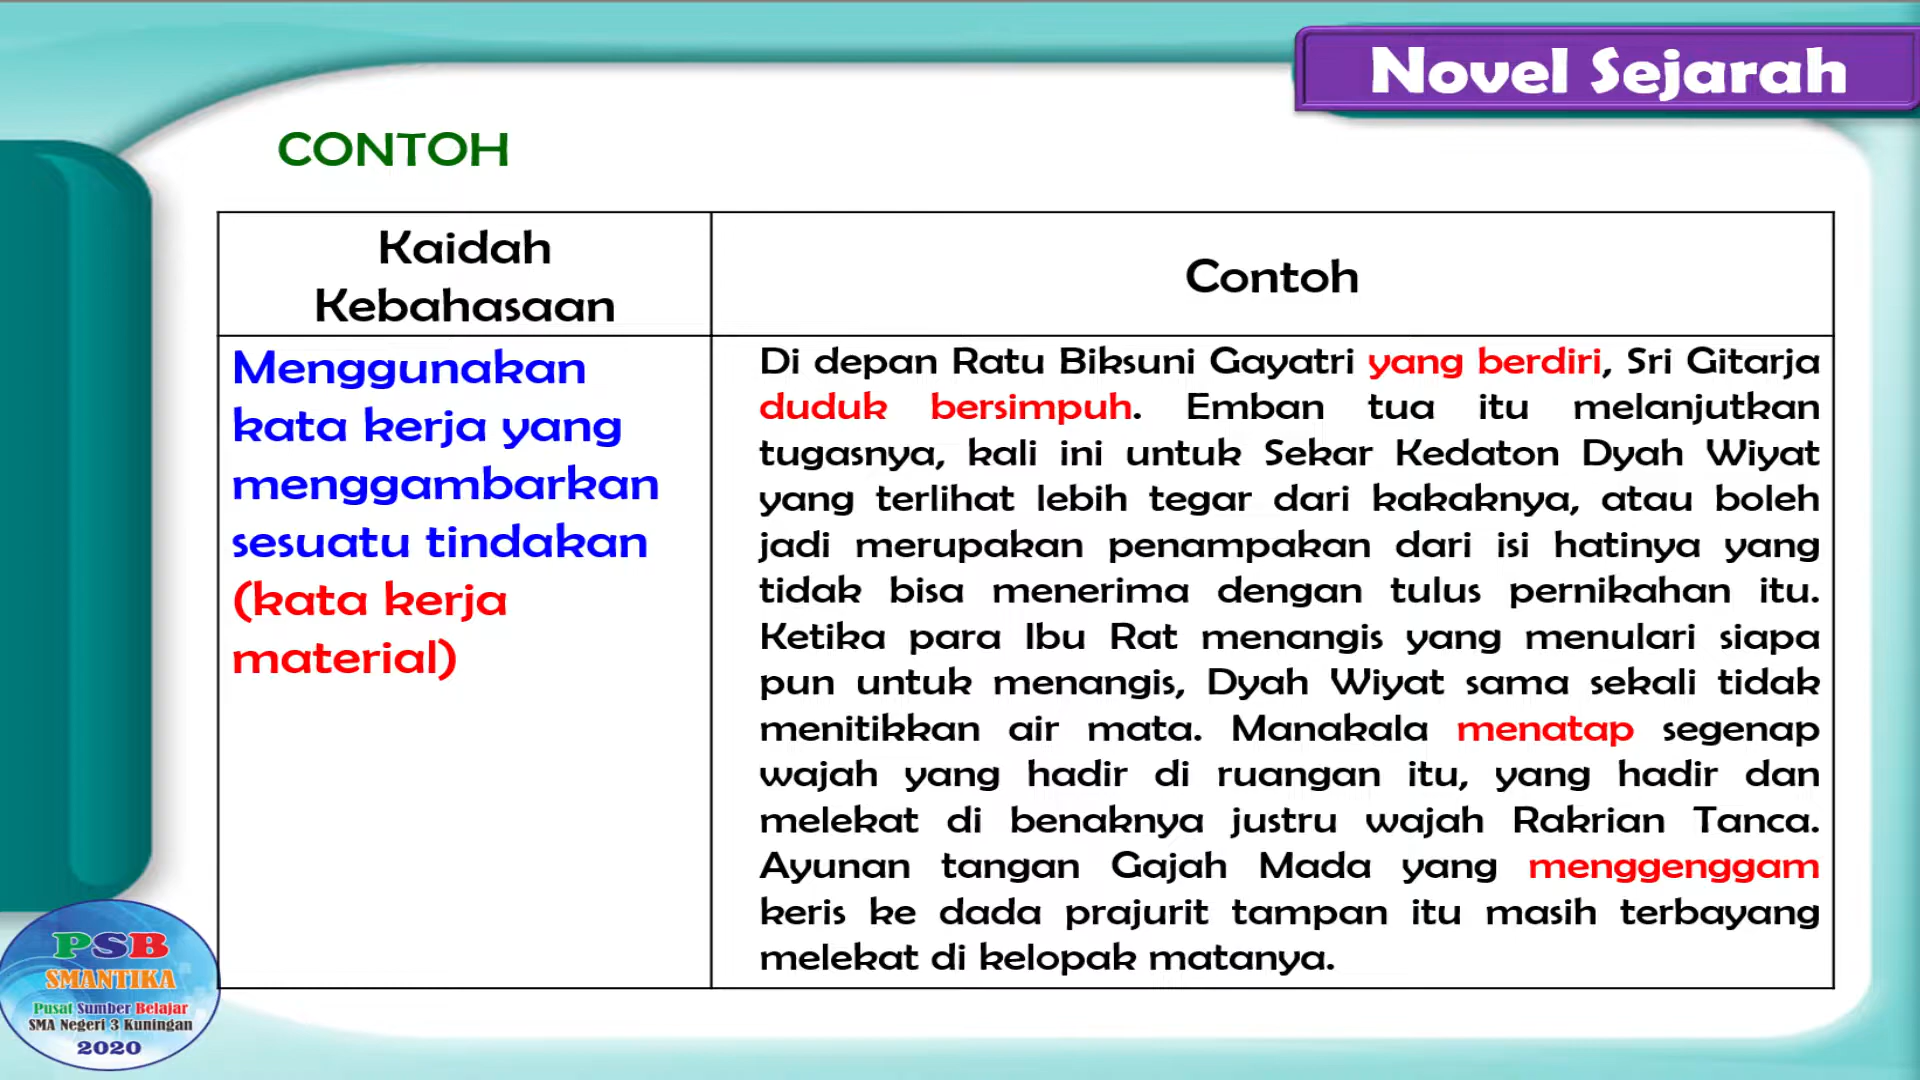 Novel Sejarah
CONTOH
Kaidah
Kebahasaan
Contoh
Menggunakan
kata kerja yang
menggambarkan
sesuatu tindakan
(kata kerja
material)
Di depan Ratu Biksuni Gayatri yang berdiri, Sri Gitarja
duduk bersimpuh. Emban tua itu melanjutkan
tugasnya, kali ini untuk Sekar Kedaton Dyah Wiyat
yang terlihat lebih tegar dari kakaknya, atau boleh
jadi merupakan penampakan dari isi hatinya yang
tidak bisa menerima dengan tulus pernikahan itu.
Ketika para Ibu Rat menangis yang menulari siapa
pun untuk menangis, Dyah Wiyat sama sekali tidak
menitikkan air mata. Manakala menatap segenap
wajah yang hadir di ruangan itu, yang hadir dan
melekat di benaknya justru wajah Rakrian Tanca.
Ayunan tangan Gajah Mada yang menggenggam
keris ke dada prajurit tampan itu masih terbayang
melekat di kelopak matanya.
PSB
SMANTIKA
Pusat Sumber Belajar
SMA Negeri 3 Kuningan
2020